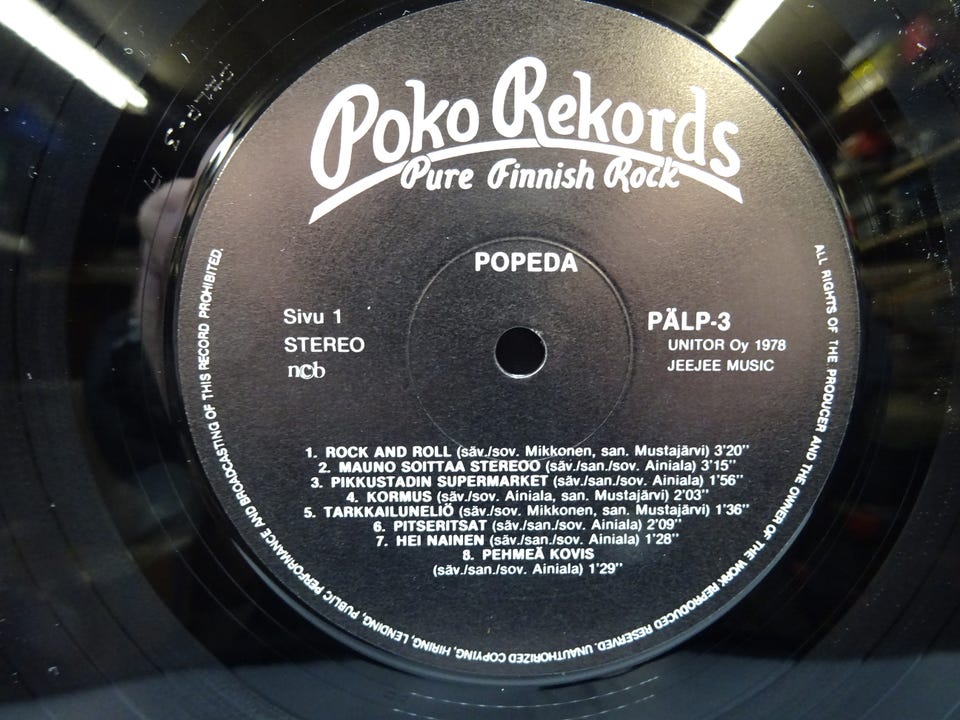 Poko Rekords
Pure Finnish Rock
POPEDA
Sivu 1
STEREO
ncb
PÄLP-3
UNITOR Oy 1978
JEEJEE MUSIC
1. ROCK AND ROLL (säv./sov. Mikkonen, san. Mustajärvi) 3'20"
2. MAUNO SOITTAA STEREOO (säv./san./sov. Ainiala) 3'15"
3. PIKKUSTADIN SUPERMARKET (säv./sov. Ainiala) 1'56"
4. KORMUS (säv./sov. Ainiala, san. Mustajärvi) 2'03"
5. TARKKAILUNELIÖ (säv./sov. Mikkonen, san. Mustajärvi) 1'36"
6. PITSERITSAT (säv./san./sov. Ainiala) 2'09"
7. HEI NAINEN (säv./san./sov. Ainiala) 1'28"
8. PEHMEÄ KOVIS
(säv./san./sov. Ainiala) 1'29"
ALL RIGHTS OF THE PRODUCER AND THE OWNER OF THE WORK REPRODUCED RESERVED. UNAUTHORIZED COPYING, HIRING, LENDING, PUBLIC PERFORMANCE AND BROADCASTING OF THIS RECORD PROHIBITED.